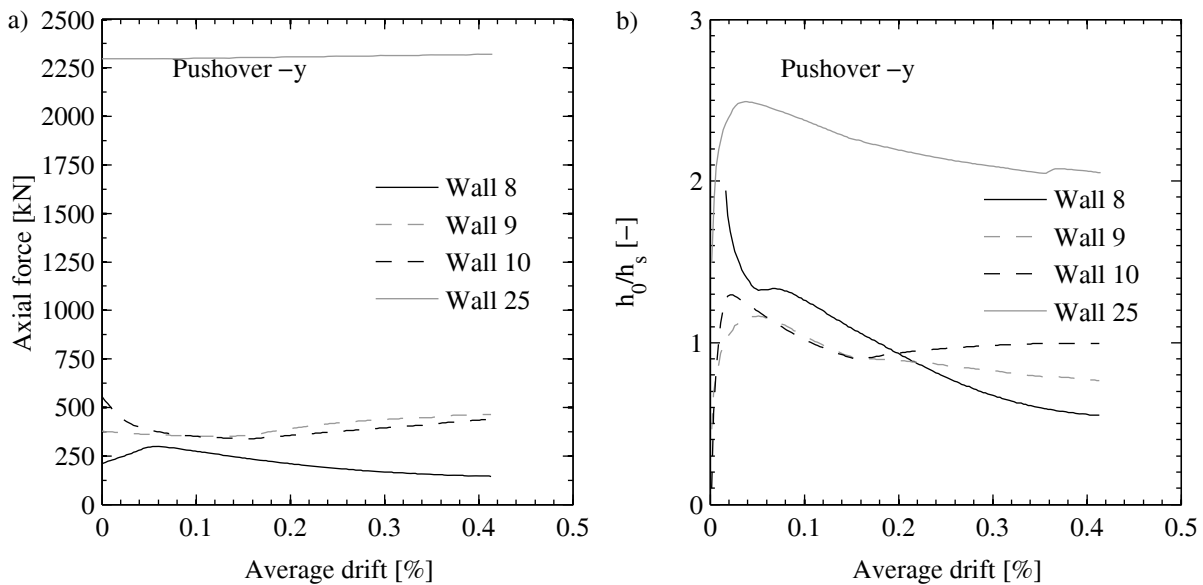 a)
2500
2250
2000
1750
1500
1250
1000
750
500
250
0
Axial force [kN]
Pushover −y
Wall 8
Wall 9
Wall 10
Wall 25
0
0.1
0.2
0.3
0.4
0.5
Average drift [%]
b)
3
2
1
0
h0/hs [−]
Pushover −y
Wall 8
Wall 9
Wall 10
Wall 25
0
0.1
0.2
0.3
0.4
0.5
Average drift [%]